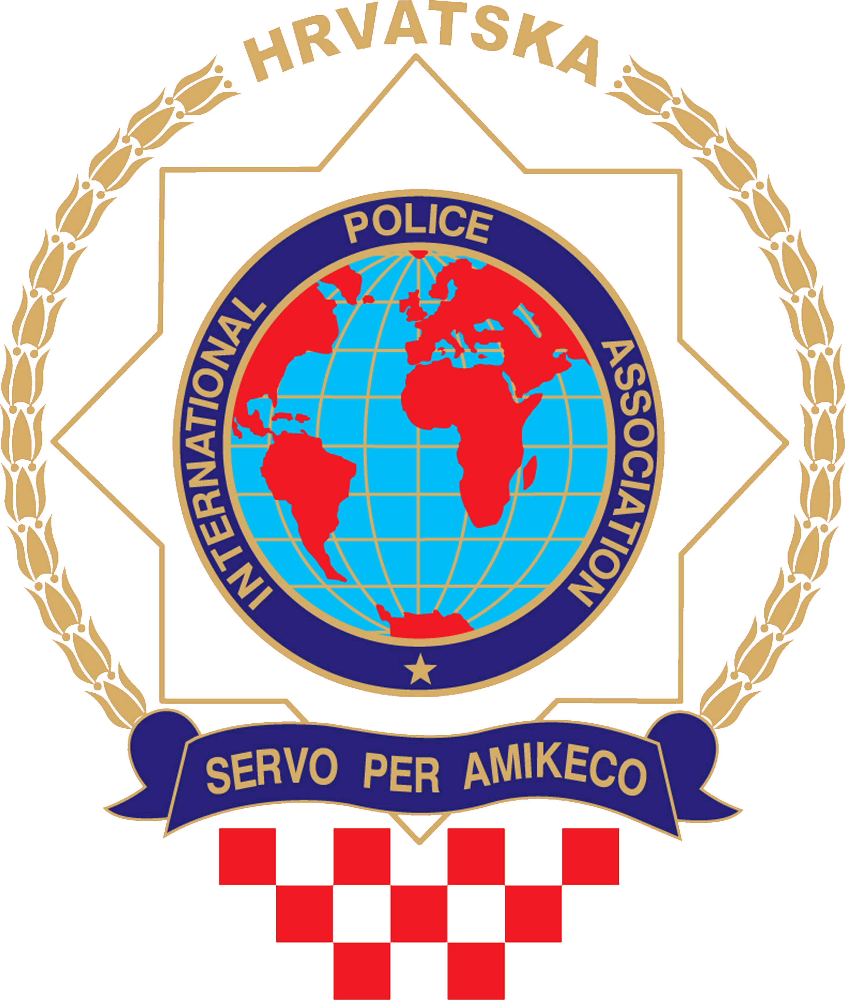 HRVATSKA
INTERNATIONAL POLICE ASSOCIATION
SERVO PER AMIKECO